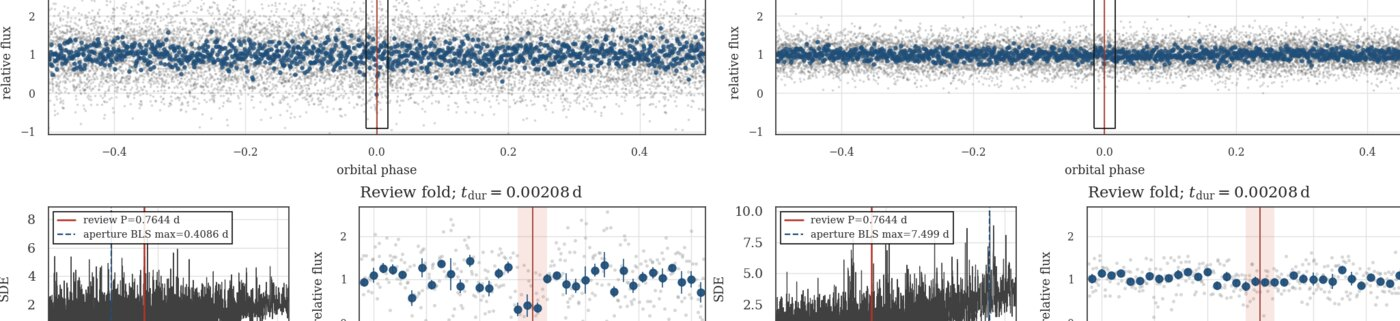 2
2
relative flux
relative flux
1
1
0
0
−1
−1
−0.4
−0.2
0.0
0.2
0.4
−0.4
−0.2
0.0
0.2
0.4
orbital phase
orbital phase
Review fold; t_dur = 0.00208 d
Review fold; t_dur = 0.00208 d
8
6
4
2
SDE
review P=0.7644 d
aperture BLS max=0.4086 d
2
1
0
relative flux
10.0
7.5
5.0
2.5
SDE
review P=0.7644 d
aperture BLS max=7.499 d
2
1
relative flux